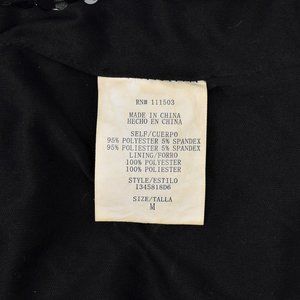 RN# 111503
MADE IN CHINA
HECHO EN CHINA
SELF/CUERPO
95% POLYESTER 5% SPANDEX
95% POLIESTER 5% SPANDEX
LINING/FORRO
100% POLYESTER
100% POLIESTER
STYLE/ESTILO
1345818D6
SIZE/TALLA
M